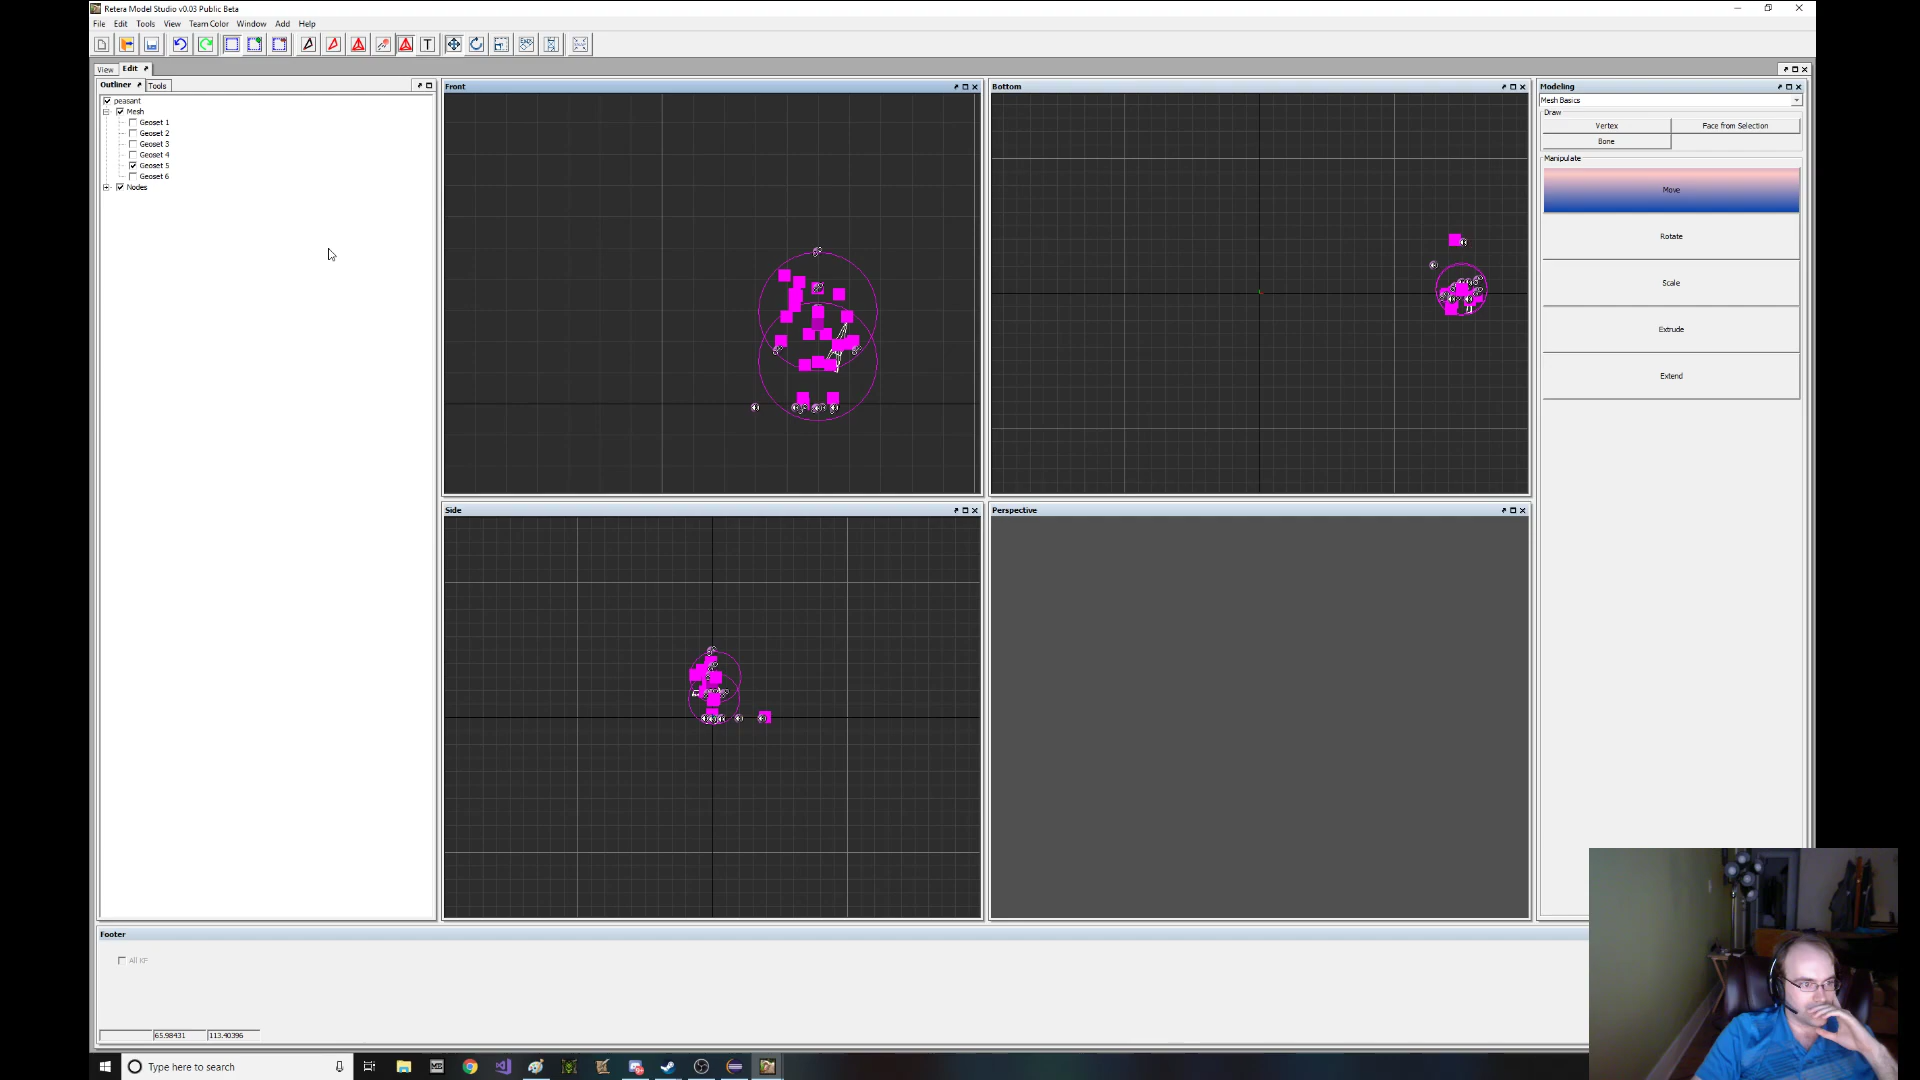 Retera Model Studio v0.03 Public Beta
File Edit Tools View Team Color Window Add Help
T
View Edit
Outliner Tools
peasant
Mesh
Geoset 1
Geoset 2
Geoset 3
Geoset 4
Geoset 5
Geoset 6
Nodes
Front
Bottom
Side
Perspective
Modeling
Mesh Basics
Draw
Vertex Face from Selection
Bone
Manipulate
Move
Rotate
Scale
Extrude
Extend
Footer
All KF
65.98431 113.40396
Type here to search